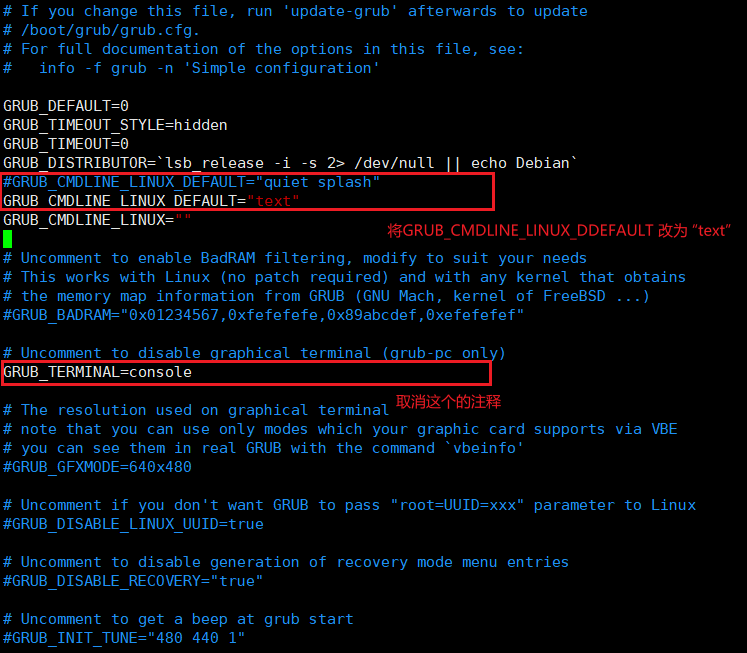 # If you change this file, run 'update-grub' afterwards to update
# /boot/grub/grub.cfg.
# For full documentation of the options in this file, see:
#   info -f grub -n 'Simple configuration'
GRUB_DEFAULT=0
GRUB_TIMEOUT_STYLE=hidden
GRUB_TIMEOUT=0
GRUB_DISTRIBUTOR=`lsb_release -i -s 2> /dev/null || echo Debian`
#GRUB_CMDLINE_LINUX_DEFAULT="quiet splash"
GRUB_CMDLINE_LINUX_DEFAULT="text"
GRUB_CMDLINE_LINUX=""
将GRUB_CMDLINE_LINUX_DDEFAULT 改为 “text”
# Uncomment to enable BadRAM filtering, modify to suit your needs
# This works with Linux (no patch required) and with any kernel that obtains
# the memory map information from GRUB (GNU Mach, kernel of FreeBSD ...)
#GRUB_BADRAM="0x01234567,0xfefefefe,0x89abcdef,0xefefefef"
# Uncomment to disable graphical terminal (grub-pc only)
GRUB_TERMINAL=console
取消这个的注释
# The resolution used on graphical terminal
# note that you can use only modes which your graphic card supports via VBE
# you can see them in real GRUB with the command `vbeinfo'
#GRUB_GFXMODE=640x480
# Uncomment if you don't want GRUB to pass "root=UUID=xxx" parameter to Linux
#GRUB_DISABLE_LINUX_UUID=true
# Uncomment to disable generation of recovery mode menu entries
#GRUB_DISABLE_RECOVERY="true"
# Uncomment to get a beep at grub start
#GRUB_INIT_TUNE="480 440 1"